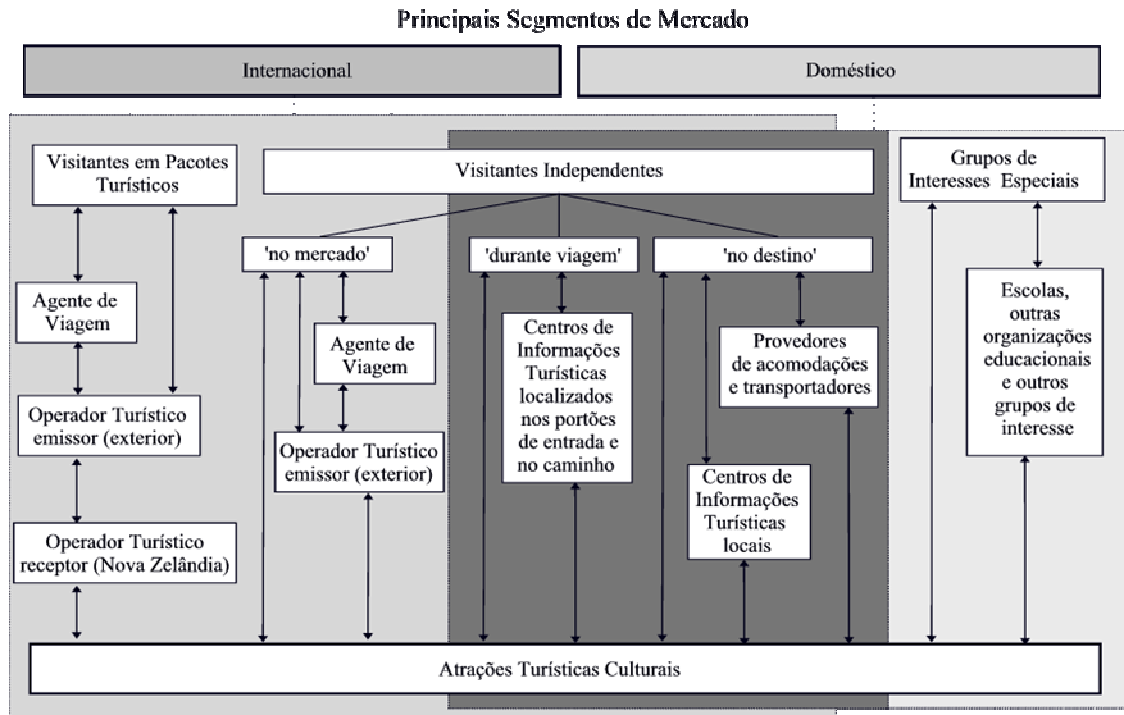 Principais Segmentos de Mercado
Internacional
Doméstico
Visitantes em Pacotes
Turísticos
Visitantes Independentes
Grupos de
Interesses Especiais
'no mercado'
'durante viagem'
'no destino'
Agente de
Viagem
Agente de
Viagem
Centros de
Informações
Turísticas
localizados
nos portões
de entrada e
no caminho
Provedores
de acomodações
e transportadores
Escolas,
outras
organizações
educacionais
e outros
grupos de
interesse
Operador Turístico
emissor (exterior)
Operador Turístico
emissor (exterior)
Centros de
Informações
Turísticas
locais
Operador Turístico
receptor (Nova Zelândia)
Atrações Turísticas Culturais